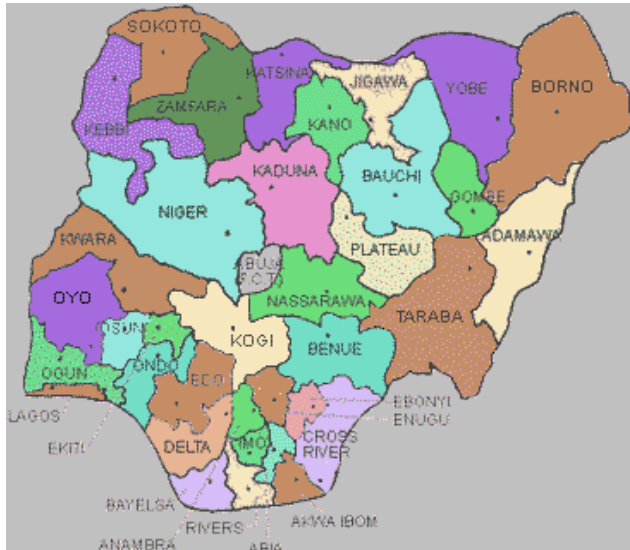 SOKOTO
KATSINA
JIGAWA
YOBE
BORNO
ZAMFARA
KEBBI
KANO
KADUNA
BAUCHI
GOMBE
NIGER
ADAMAWA
KWARA
PLATEAU
ABUJA
(F.C.T)
OYO
NASSARAWA
TARABA
OSUN
KOGI
BENUE
OGUN
ONDO
EDO
LAGOS
EBONYI
ENUGU
EKITI
DELTA
IMO
CROSS
RIVER
BAYELSA
RIVERS
AKWA IBOM
ANAMBRA
ABIA